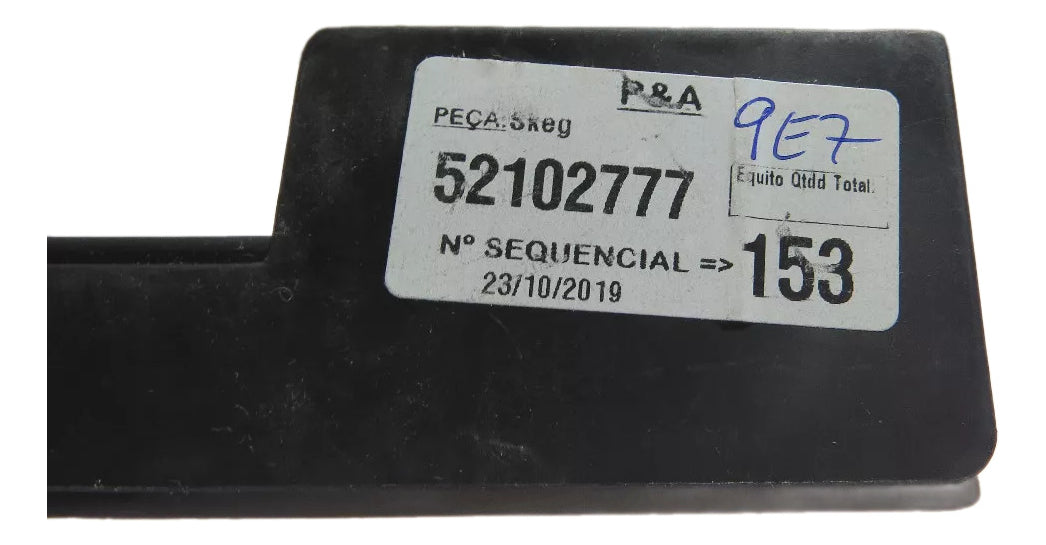 P&A
PEÇA: Skeg
9E7
52102777
Equito Qtdd Total:
Nº SEQUENCIAL => 153
23/10/2019